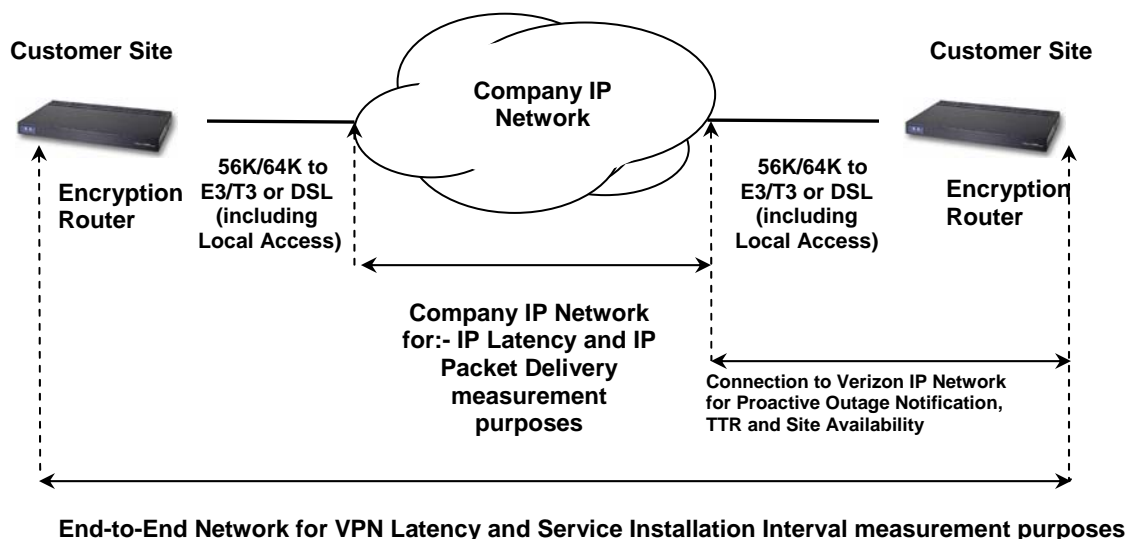 Customer Site
Customer Site
Company IP
Network
Encryption
Router
56K/64K to
E3/T3 or DSL
(including
Local Access)
56K/64K to
E3/T3 or DSL
(including
Local Access)
Encryption
Router
Company IP Network
for:- IP Latency and IP
Packet Delivery
measurement
purposes
Connection to Verizon IP Network
for Proactive Outage Notification,
TTR and Site Availability
End-to-End Network for VPN Latency and Service Installation Interval measurement purposes